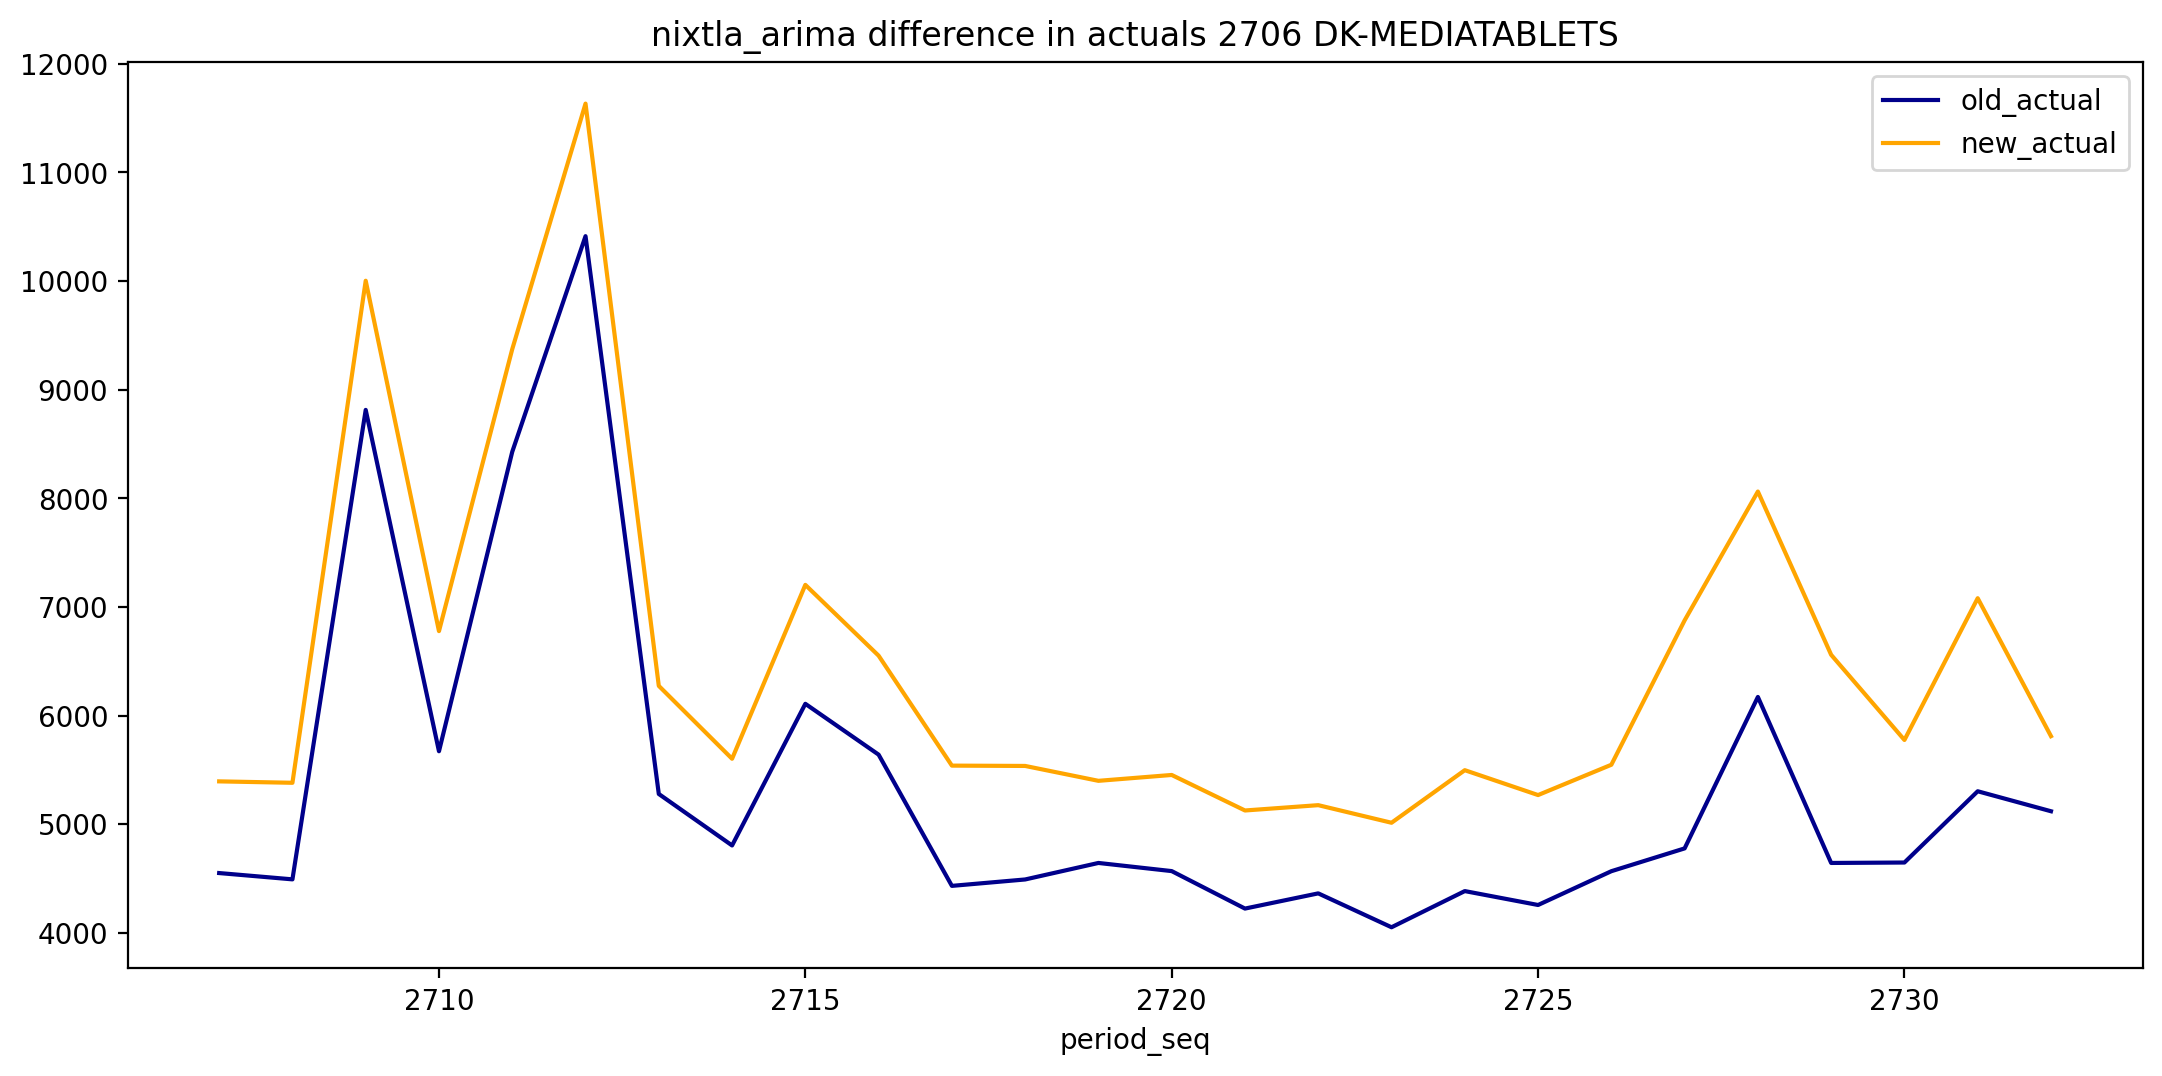 nixtla_arima difference in actuals 2706 DK-MEDIATABLETS
12000
11000
10000
9000
8000
7000
6000
5000
4000
old_actual
new_actual
2710 2715 2720 2725 2730
period_seq